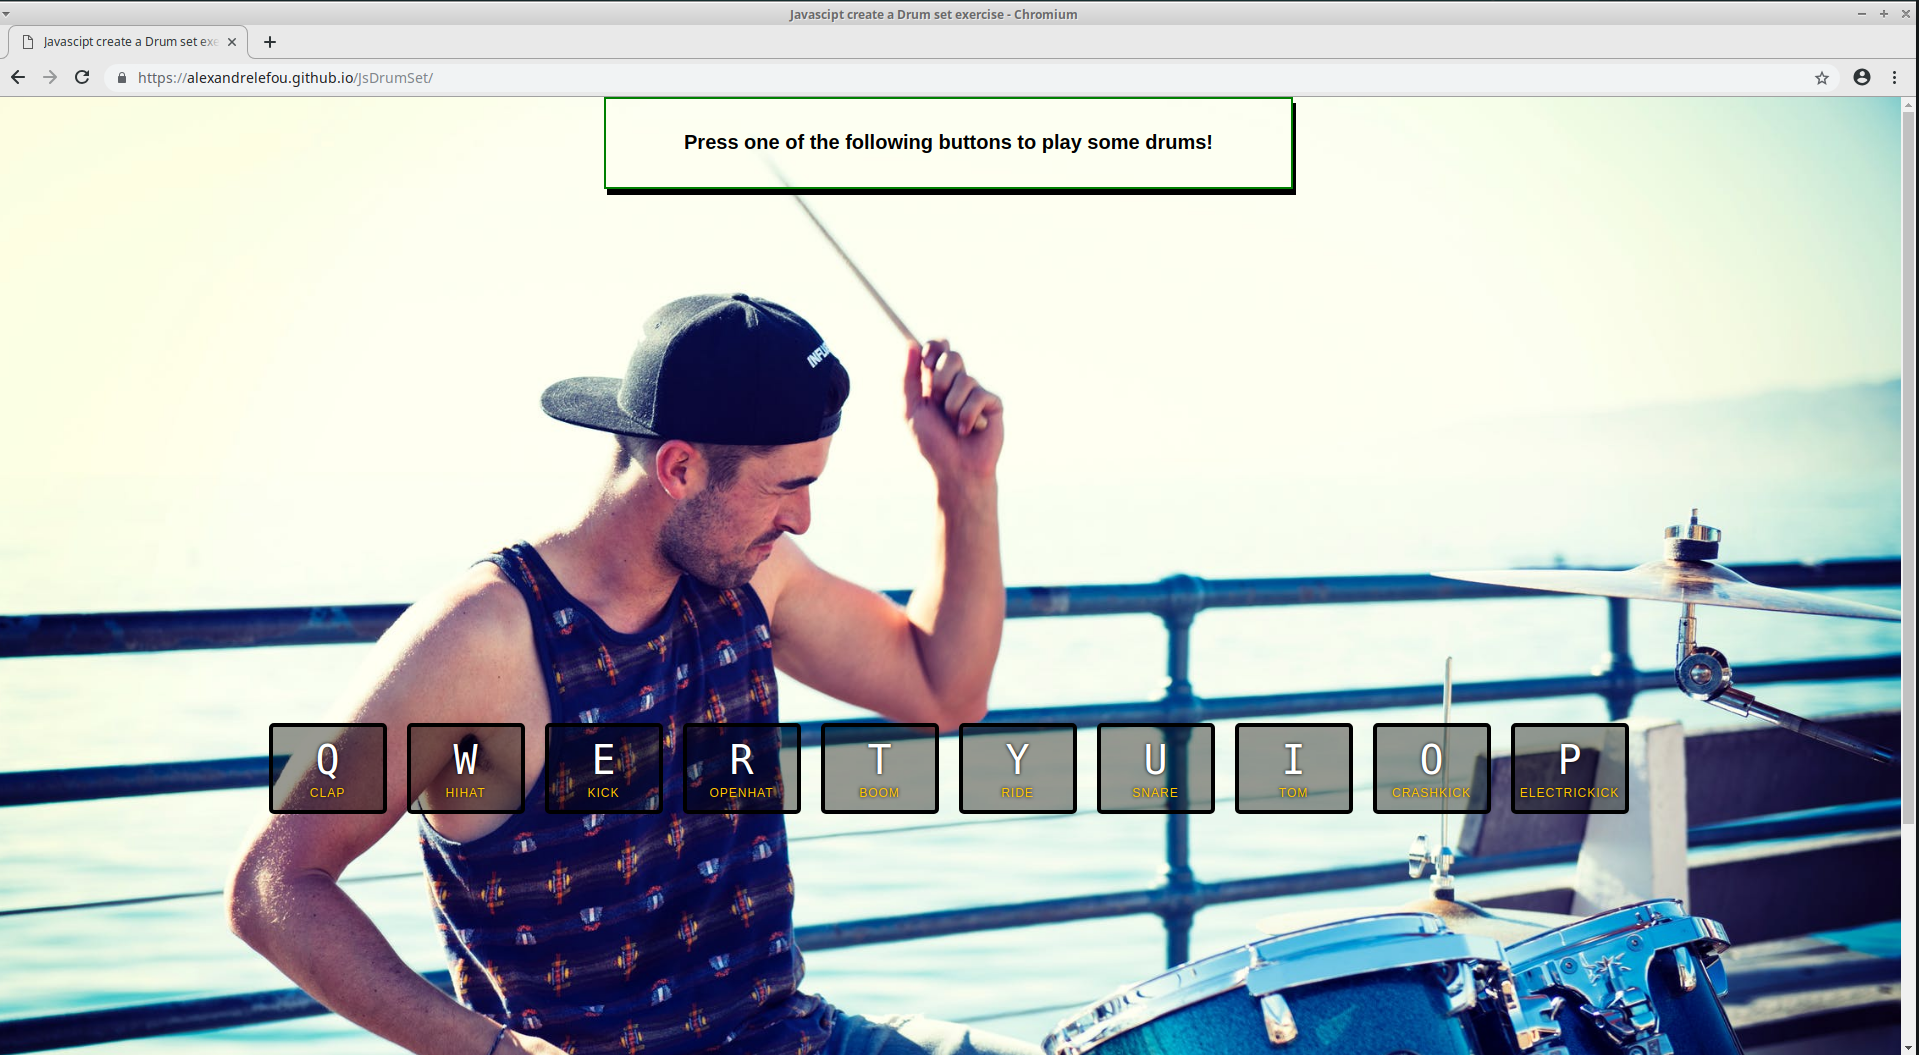 Javascipt create a Drum set exercise - Chromium
Javascipt create a Drum set exe
https://alexandrelefou.github.io/JsDrumSet/
Press one of the following buttons to play some drums!
Q W E R T Y U I O P
CLAP HIHAT KICK OPENHAT BOOM RIDE SNARE TOM CRASHKICK ELECTRICKICK